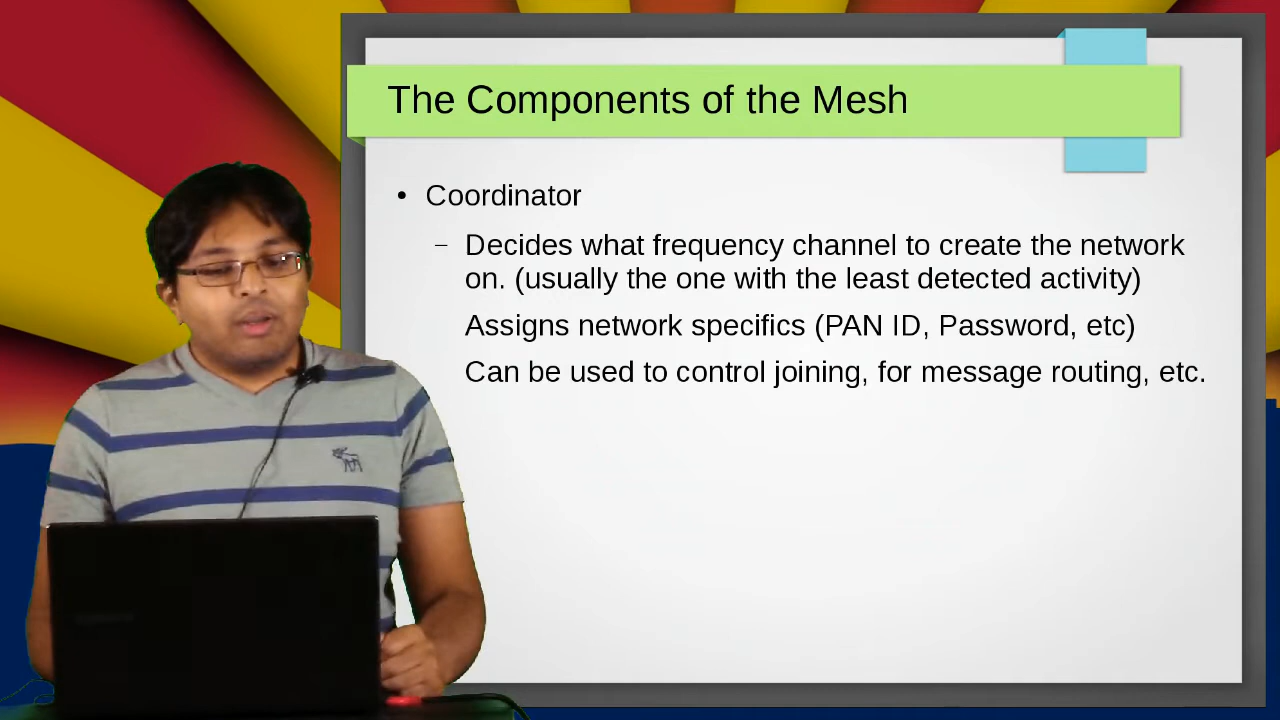 The Components of the Mesh
• Coordinator
– Decides what frequency channel to create the network
on. (usually the one with the least detected activity)
Assigns network specifics (PAN ID, Password, etc)
Can be used to control joining, for message routing, etc.